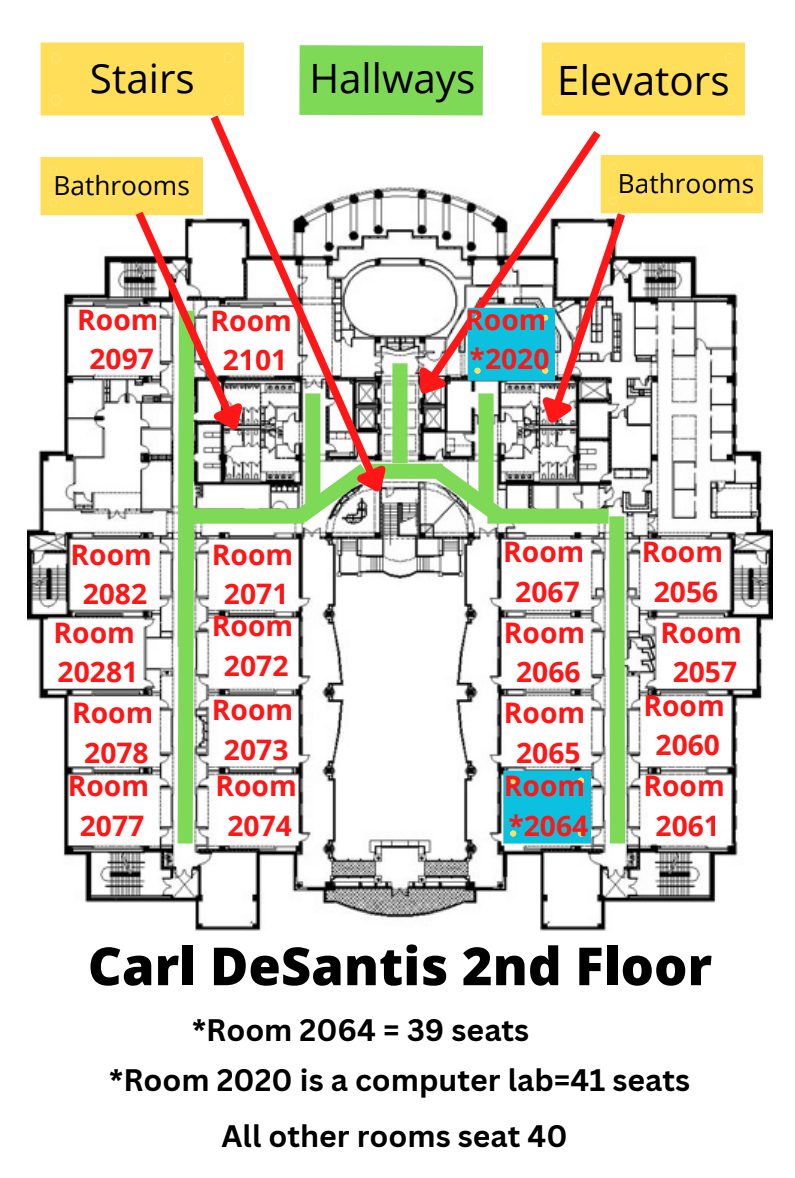 Stairs
Hallways
Elevators
Bathrooms
Bathrooms
Room
2097
Room
2101
Room
*2020
Room
2082
Room
2071
Room
2067
Room
2056
Room
20281
Room
2072
Room
2066
Room
2057
Room
2078
Room
2073
Room
2065
Room
2060
Room
2077
Room
2074
Room
*2064
Room
2061
Carl DeSantis 2nd Floor
*Room 2064 = 39 seats
*Room 2020 is a computer lab=41 seats
All other rooms seat 40